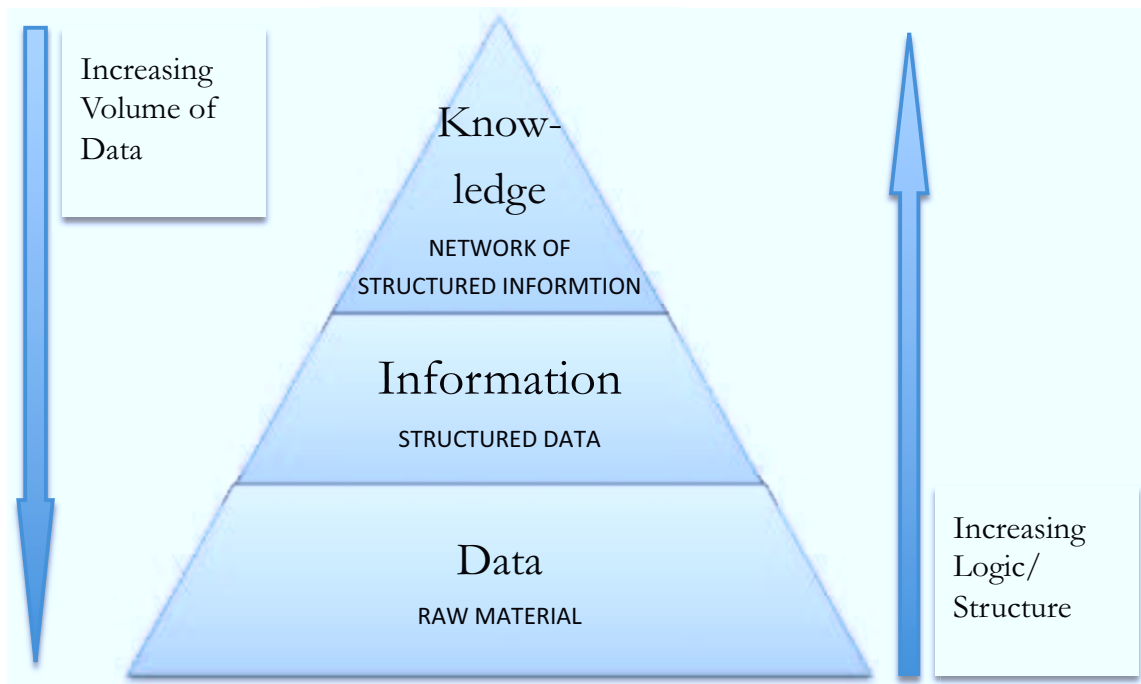 Increasing
Volume of
Data
Know-
ledge
NETWORK OF
STRUCTURED INFORMTION
Information
STRUCTURED DATA
Data
RAW MATERIAL
Increasing
Logic/
Structure